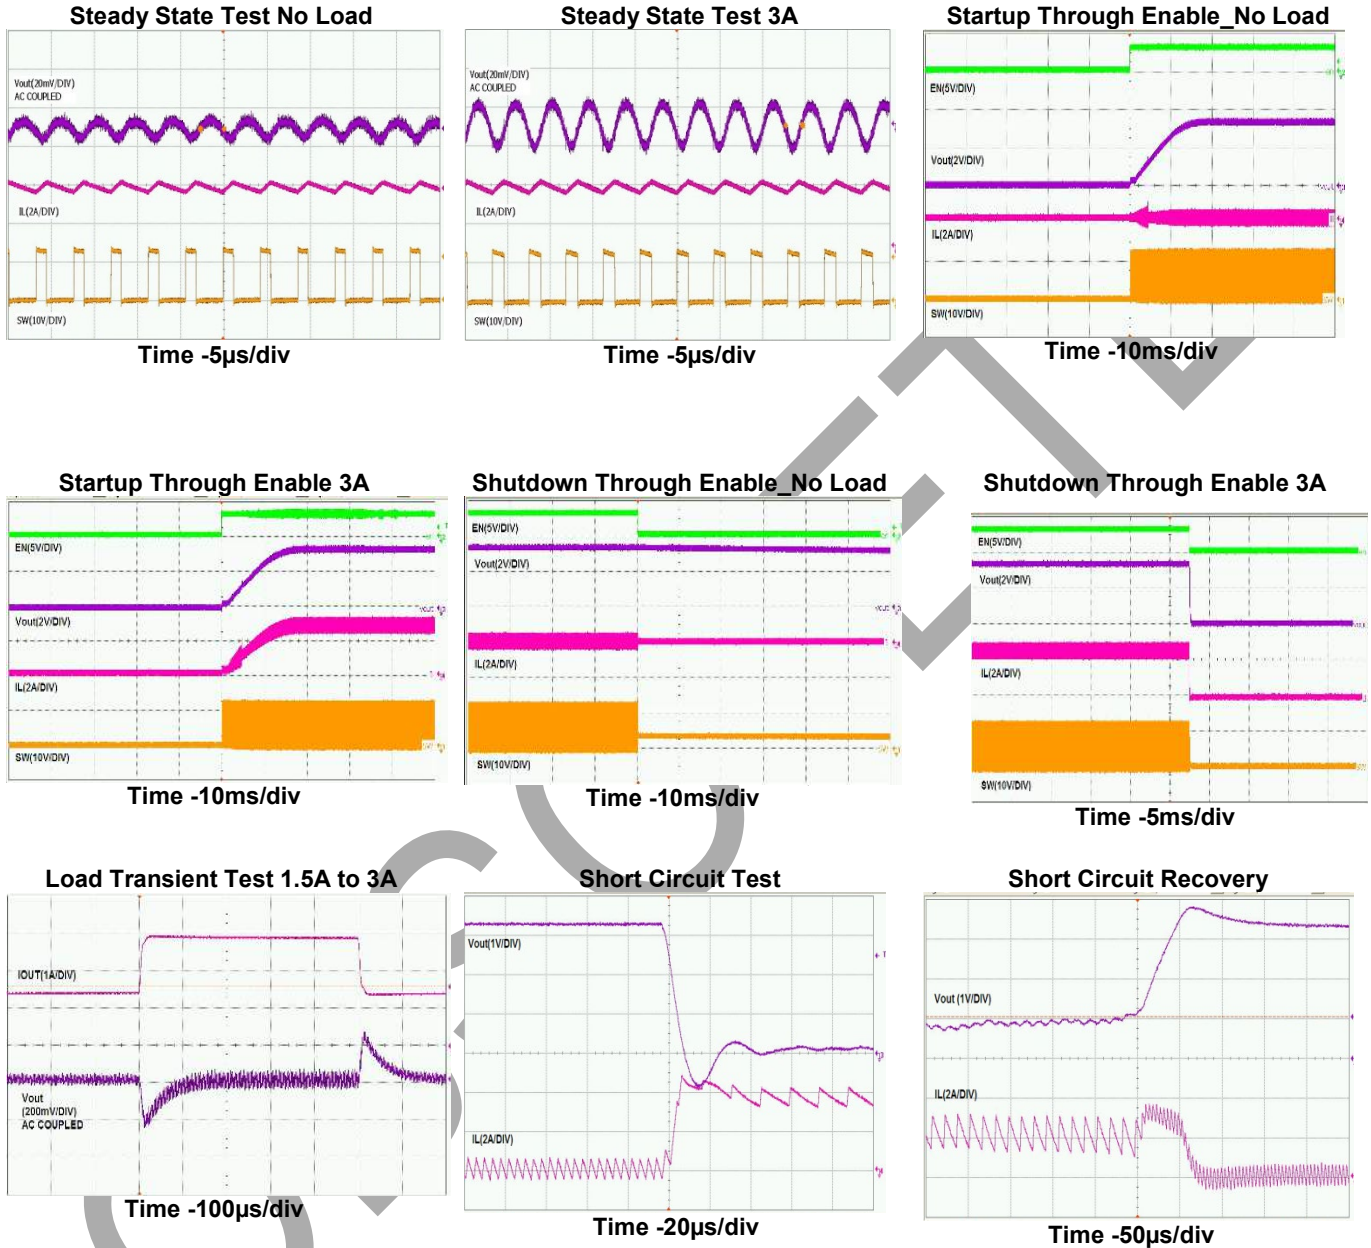 Steady State Test No Load
Vout(20mV/DIV)
AC COUPLED
IL(2A/DIV)
SW(10V/DIV)
Time -5µs/div
Steady State Test 3A
Vout(20mV/DIV)
AC COUPLED
IL(2A/DIV)
SW(10V/DIV)
Time -5µs/div
Startup Through Enable_No Load
EN(5V/DIV)
Vout(2V/DIV)
IL(2A/DIV)
SW(10V/DIV)
Time -10ms/div
Startup Through Enable 3A
EN(5V/DIV)
Vout(2V/DIV)
IL(2A/DIV)
SW(10V/DIV)
Time -10ms/div
Shutdown Through Enable_No Load
EN(5V/DIV)
Vout(2V/DIV)
IL(2A/DIV)
SW(10V/DIV)
Time -10ms/div
Shutdown Through Enable 3A
EN(5V/DIV)
Vout(2V/DIV)
IL(2A/DIV)
SW(10V/DIV)
Time -5ms/div
Load Transient Test 1.5A to 3A
IOUT(1A/DIV)
Vout
(200mV/DIV)
AC COUPLED
Time -100µs/div
Short Circuit Test
Vout(1V/DIV)
IL(2A/DIV)
Time -20µs/div
Short Circuit Recovery
Vout (1V/DIV)
IL(2A/DIV)
Time -50µs/div